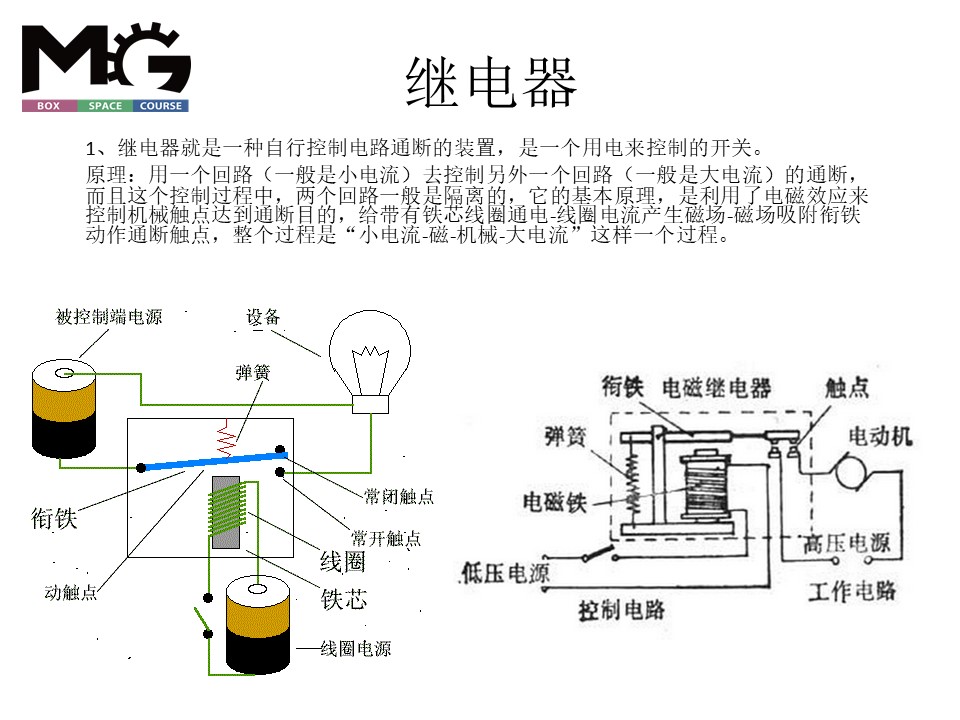 MG
BOX SPACE COURSE
继电器
1、继电器就是一种自行控制电路通断的装置，是一个用电来控制的开关。
原理：用一个回路（一般是小电流）去控制另外一个回路（一般是大电流）的通断，
而且这个控制过程中，两个回路一般是隔离的，它的基本原理，是利用了电磁效应来
控制机械触点达到通断目的，给带有铁芯线圈通电-线圈电流产生磁场-磁场吸附衔铁
动作通断触点，整个过程是“小电流-磁-机械-大电流”这样一个过程。
被控制端电源
设备
弹簧
常闭触点
衔铁
常开触点
线圈
动触点
铁芯
线圈电源
衔铁 电磁继电器 触点
弹簧
电动机
电磁铁
高压电源
低压电源
工作电路
控制电路